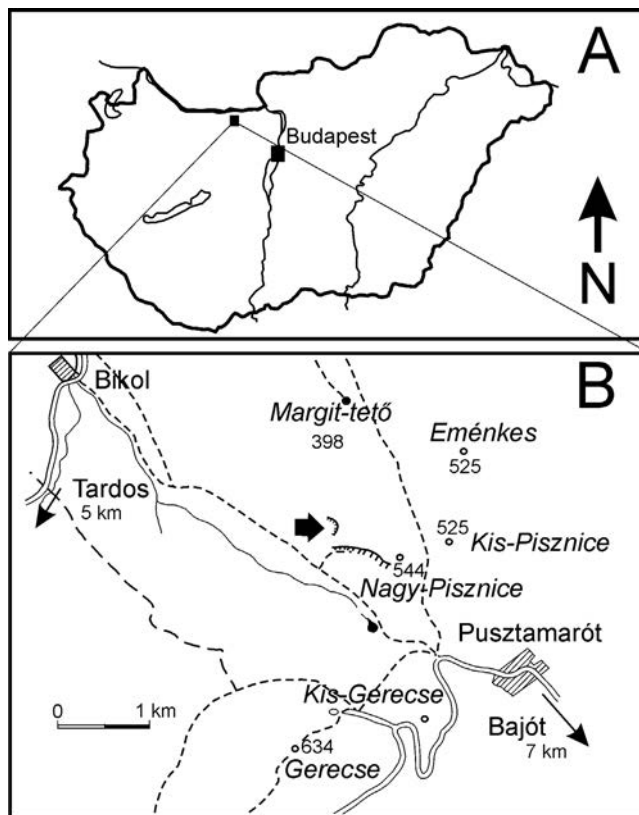 A
Budapest
N
B
Bikol
Margit-tető
398
Eménkes
525
Tardos
5 km
525
Kis-Pisznice
544
Nagy-Pisznice
Pusztamarót
0 1 km
Kis-Gerecse
Bajót
7 km
634
Gerecse